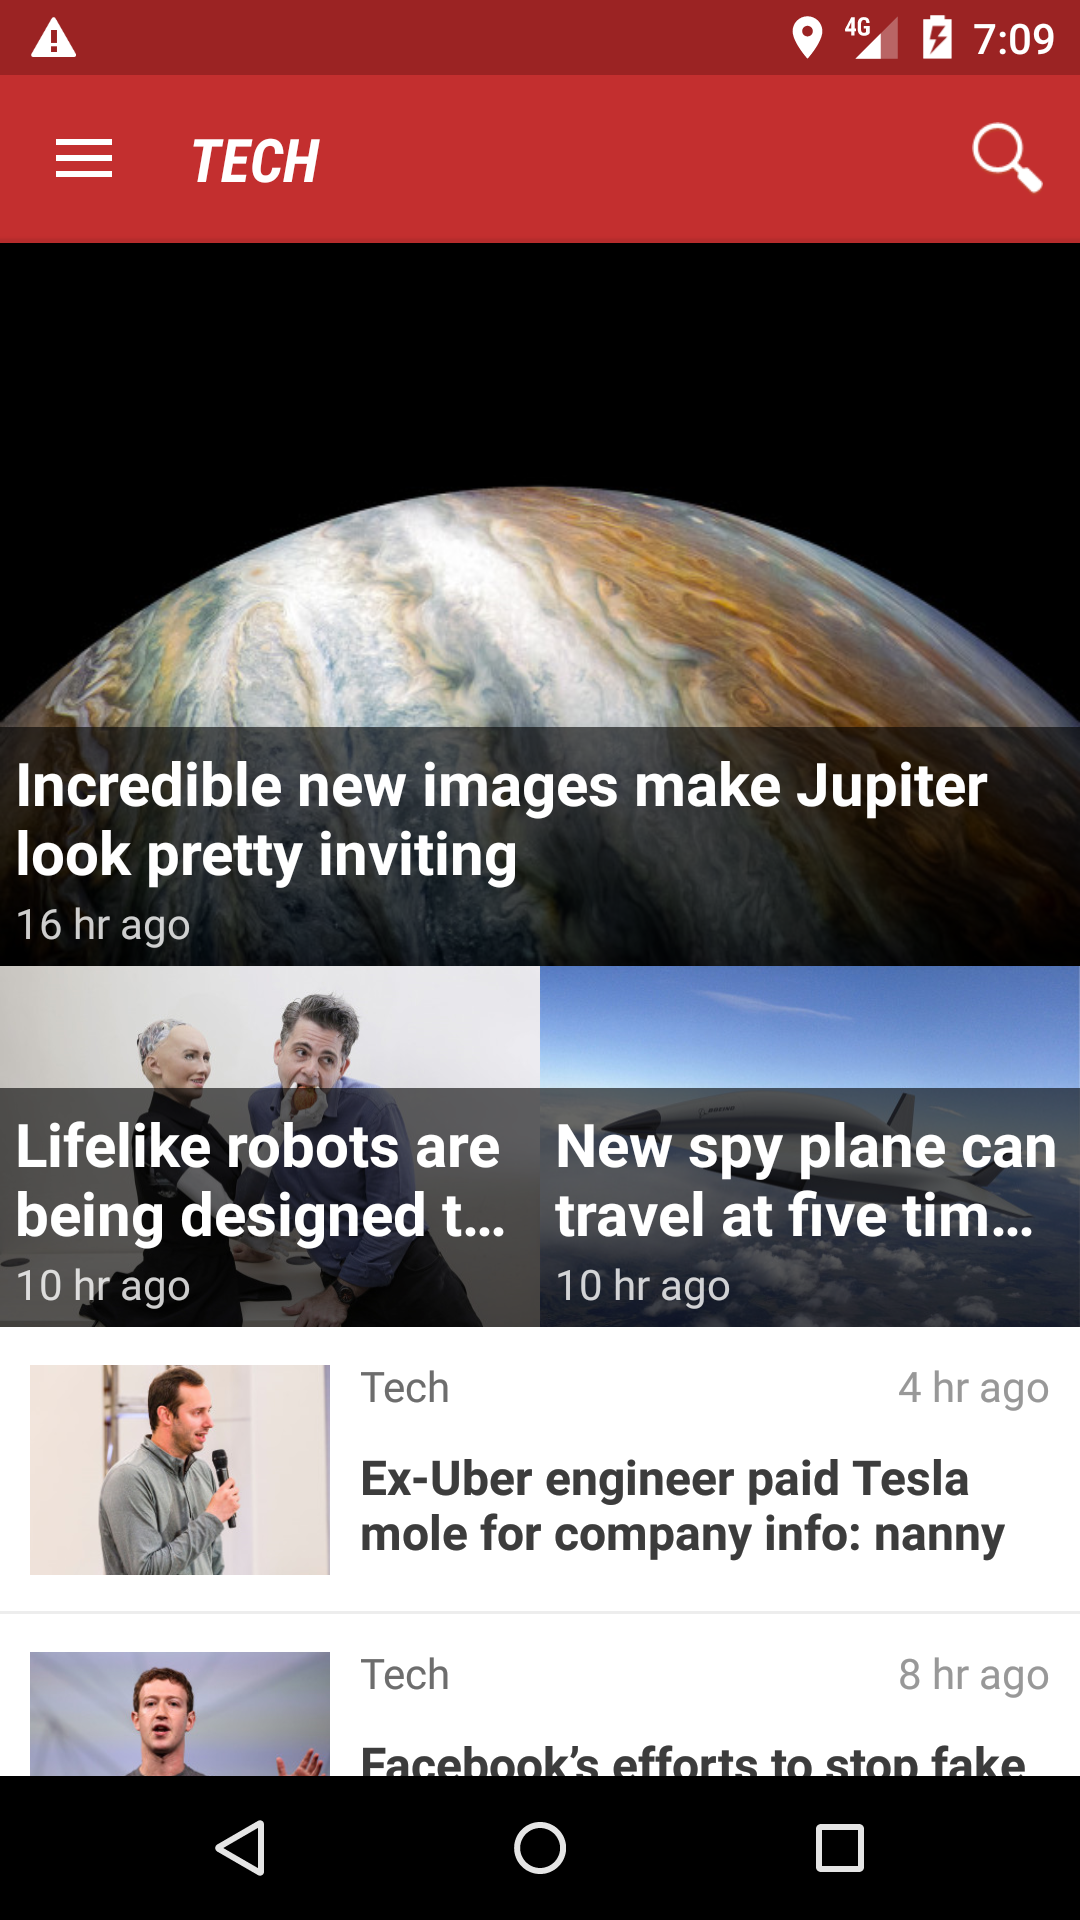 4G 7:09
TECH
Incredible new images make Jupiter
look pretty inviting
16 hr ago
Lifelike robots are
being designed t...
10 hr ago
New spy plane can
travel at five tim...
10 hr ago
Tech 4 hr ago
Ex-Uber engineer paid Tesla
mole for company info: nanny
Tech 8 hr ago
Facebook’s efforts to stop fake